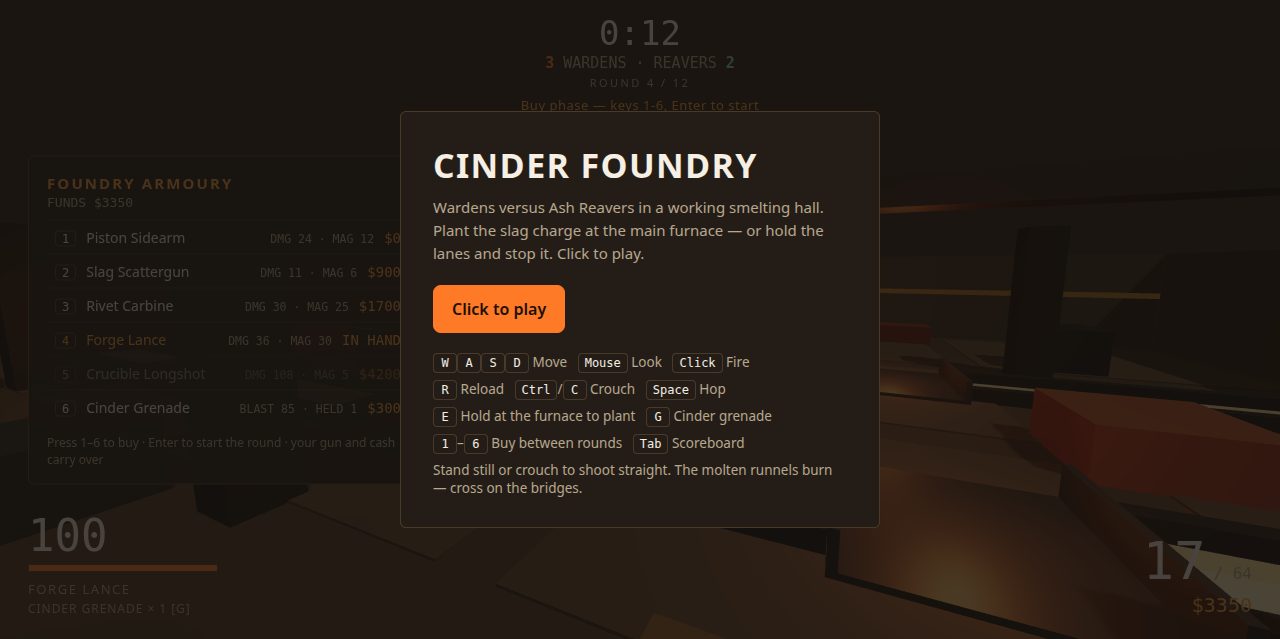 0:12
3 WARDENS · REAVERS 2
ROUND 4 / 12
Buy phase — keys 1-6, Enter to start
FOUNDRY ARMOURY
FUNDS $3350
1 Piston Sidearm DMG 24 · MAG 12 $0
2 Slag Scattergun DMG 11 · MAG 6 $900
3 Rivet Carbine DMG 30 · MAG 25 $1700
4 Forge Lance DMG 36 · MAG 30 IN HAND
5 Crucible Longshot DMG 108 · MAG 5 $4200
6 Cinder Grenade BLAST 85 · HELD 1 $300
Press 1–6 to buy · Enter to start the round · your gun and cash
carry over
CINDER FOUNDRY
Wardens versus Ash Reavers in a working smelting hall.
Plant the slag charge at the main furnace — or hold the
lanes and stop it. Click to play.
Click to play
W A S D Move Mouse Look Click Fire
R Reload Ctrl/C Crouch Space Hop
E Hold at the furnace to plant G Cinder grenade
1–6 Buy between rounds Tab Scoreboard
Stand still or crouch to shoot straight. The molten runnels burn
— cross on the bridges.
100
FORGE LANCE
CINDER GRENADE × 1 [G]
17 / 64
$3350